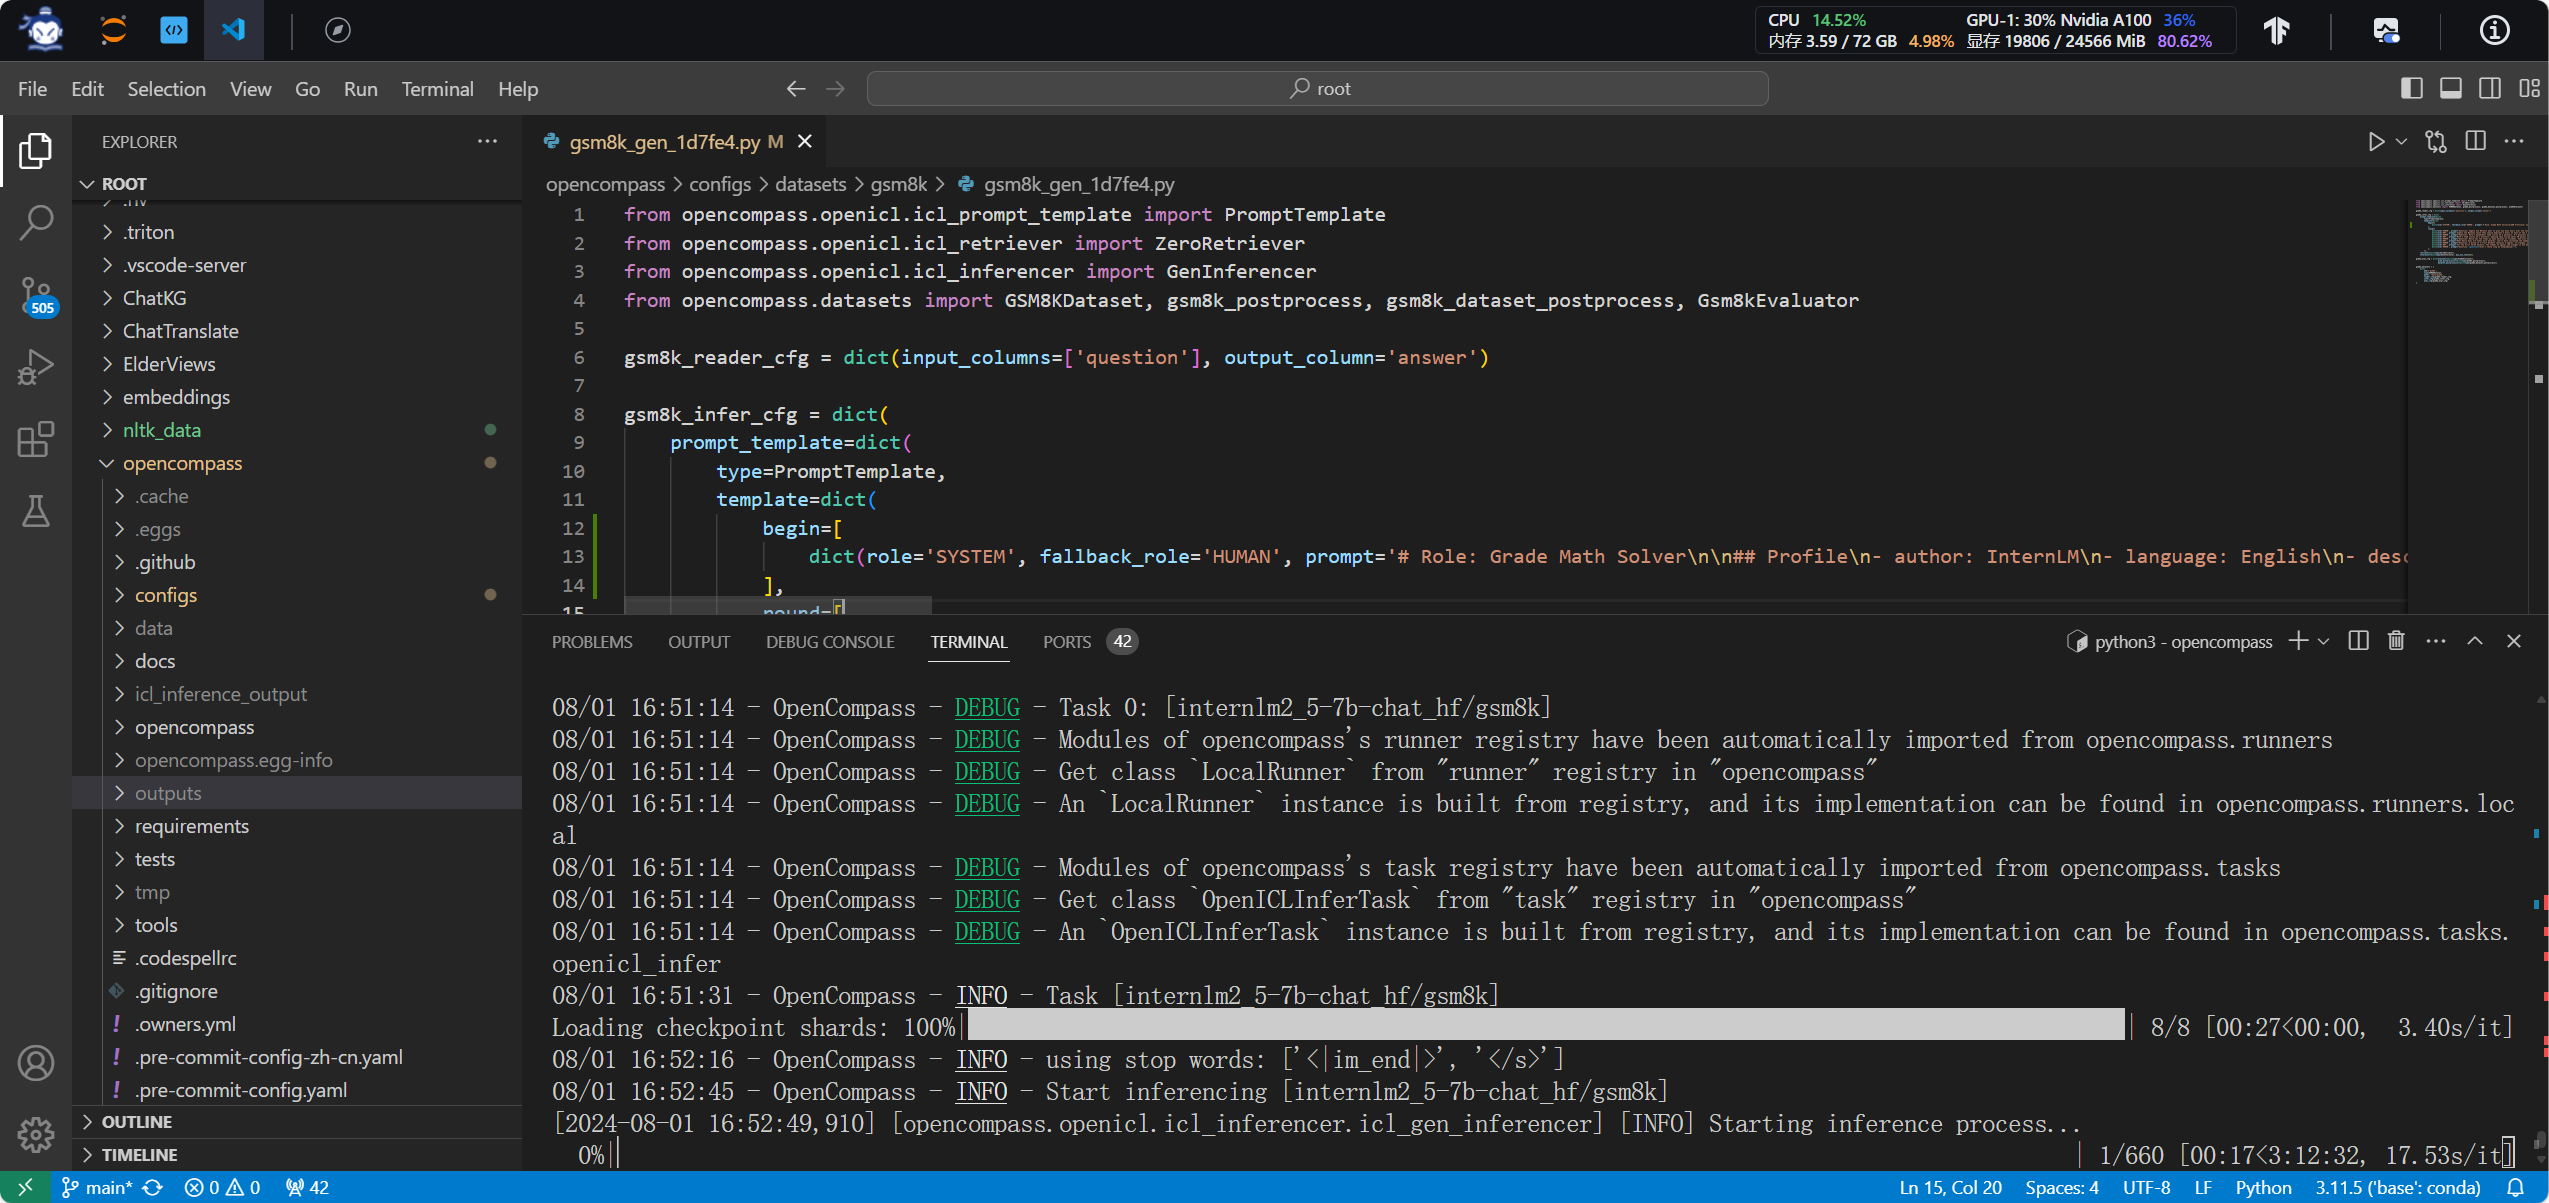 CPU 14.52%
GPU-1: 30% Nvidia A100 36%
内存 3.59 / 72 GB 4.98%
显存 19806 / 24566 MiB 80.62%
File Edit Selection View Go Run Terminal Help
root
EXPLORER
ROOT
.triton
.vscode-server
ChatKG
ChatTranslate
ElderViews
embeddings
nltk_data
opencompass
.cache
.eggs
.github
configs
data
docs
icl_inference_output
opencompass
opencompass.egg-info
outputs
requirements
tests
tmp
tools
.codespellrc
.gitignore
! .owners.yml
! .pre-commit-config-zh-cn.yaml
! .pre-commit-config.yaml
OUTLINE
TIMELINE
505
gsm8k_gen_1d7fe4.py M
opencompass > configs > datasets > gsm8k > gsm8k_gen_1d7fe4.py
1 from opencompass.openicl.icl_prompt_template import PromptTemplate
2 from opencompass.openicl.icl_retriever import ZeroRetriever
3 from opencompass.openicl.icl_inferencer import GenInferencer
4 from opencompass.datasets import GSM8KDataset, gsm8k_postprocess, gsm8k_dataset_postprocess, Gsm8kEvaluator
5
6 gsm8k_reader_cfg = dict(input_columns=['question'], output_column='answer')
7
8 gsm8k_infer_cfg = dict(
9 prompt_template=dict(
10 type=PromptTemplate,
11 template=dict(
12 begin=[
13 dict(role='SYSTEM', fallback_role='HUMAN', prompt='# Role: Grade Math Solver\n\n## Profile\n- author: InternLM\n- language: English\n- desc
14 ],
15 round=[
PROBLEMS OUTPUT DEBUG CONSOLE TERMINAL PORTS 42
python3 - opencompass
08/01 16:51:14 - OpenCompass - DEBUG - Task 0: [internlm2_5-7b-chat_hf/gsm8k]
08/01 16:51:14 - OpenCompass - DEBUG - Modules of opencompass's runner registry have been automatically imported from opencompass.runners
08/01 16:51:14 - OpenCompass - DEBUG - Get class `LocalRunner` from "runner" registry in "opencompass"
08/01 16:51:14 - OpenCompass - DEBUG - An `LocalRunner` instance is built from registry, and its implementation can be found in opencompass.runners.loc
al
08/01 16:51:14 - OpenCompass - DEBUG - Modules of opencompass's task registry have been automatically imported from opencompass.tasks
08/01 16:51:14 - OpenCompass - DEBUG - Get class `OpenICLInferTask` from "task" registry in "opencompass"
08/01 16:51:14 - OpenCompass - DEBUG - An `OpenICLInferTask` instance is built from registry, and its implementation can be found in opencompass.tasks.
openicl_infer
08/01 16:51:31 - OpenCompass - INFO - Task [internlm2_5-7b-chat_hf/gsm8k]
Loading checkpoint shards: 100%| | 8/8 [00:27<00:00, 3.40s/it]
08/01 16:52:16 - OpenCompass - INFO - using stop words: ['<|im_end|>', '</s>']
08/01 16:52:45 - OpenCompass - INFO - Start inferencing [internlm2_5-7b-chat_hf/gsm8k]
[2024-08-01 16:52:49,910] [opencompass.openicl.icl_inferencer.icl_gen_inferencer] [INFO] Starting inference process...
0%| | 1/660 [00:17<3:12:32, 17.53s/it]
main* 0 0 42
Ln 15, Col 20 Spaces: 4 UTF-8 LF Python 3.11.5 ('base': conda)